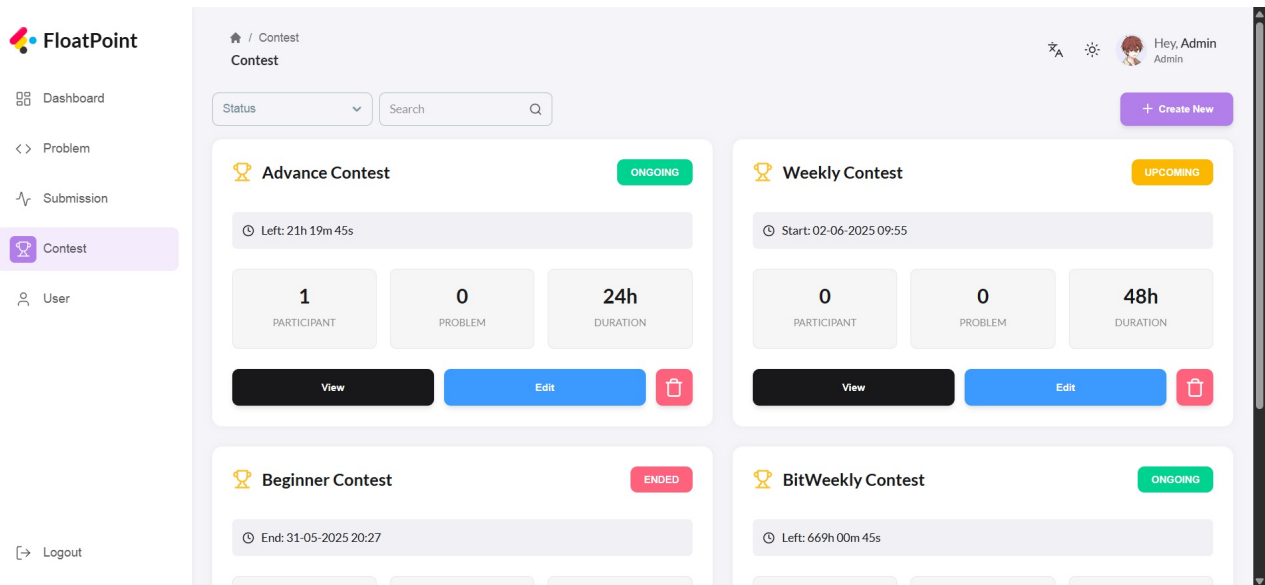 FloatPoint
Dashboard
Problem
Submission
Contest
User
Logout
/ Contest
Contest
Hey, Admin
Admin
Status
Search
+ Create New
Advance Contest
ONGOING
Left: 21h 19m 45s
1
PARTICIPANT
0
PROBLEM
24h
DURATION
View
Edit
Weekly Contest
UPCOMING
Start: 02-06-2025 09:55
0
PARTICIPANT
0
PROBLEM
48h
DURATION
View
Edit
Beginner Contest
ENDED
End: 31-05-2025 20:27
BitWeekly Contest
ONGOING
Left: 669h 00m 45s